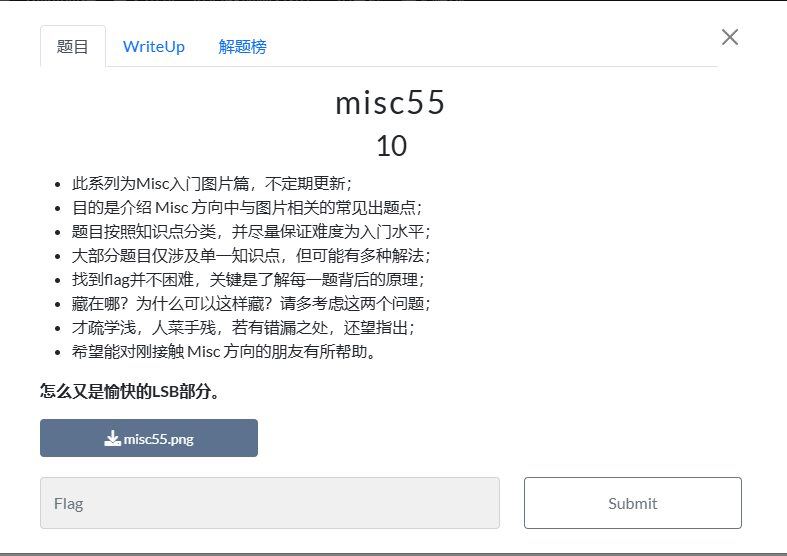 题目 WriteUp 解题榜
misc55
10
此系列为Misc入门图片篇，不定期更新；
目的是介绍 Misc 方向中与图片相关的常见出题点；
题目按照知识点分类，并尽量保证难度为入门水平；
大部分题目仅涉及单一知识点，但可能有多种解法；
找到flag并不困难，关键是了解每一题背后的原理；
藏在哪？为什么可以这样藏？请多考虑这两个问题；
才疏学浅，人菜手残，若有错漏之处，还望指出；
希望能对刚接触 Misc 方向的朋友有所帮助。
怎么又是愉快的LSB部分。
misc55.png
Flag Submit